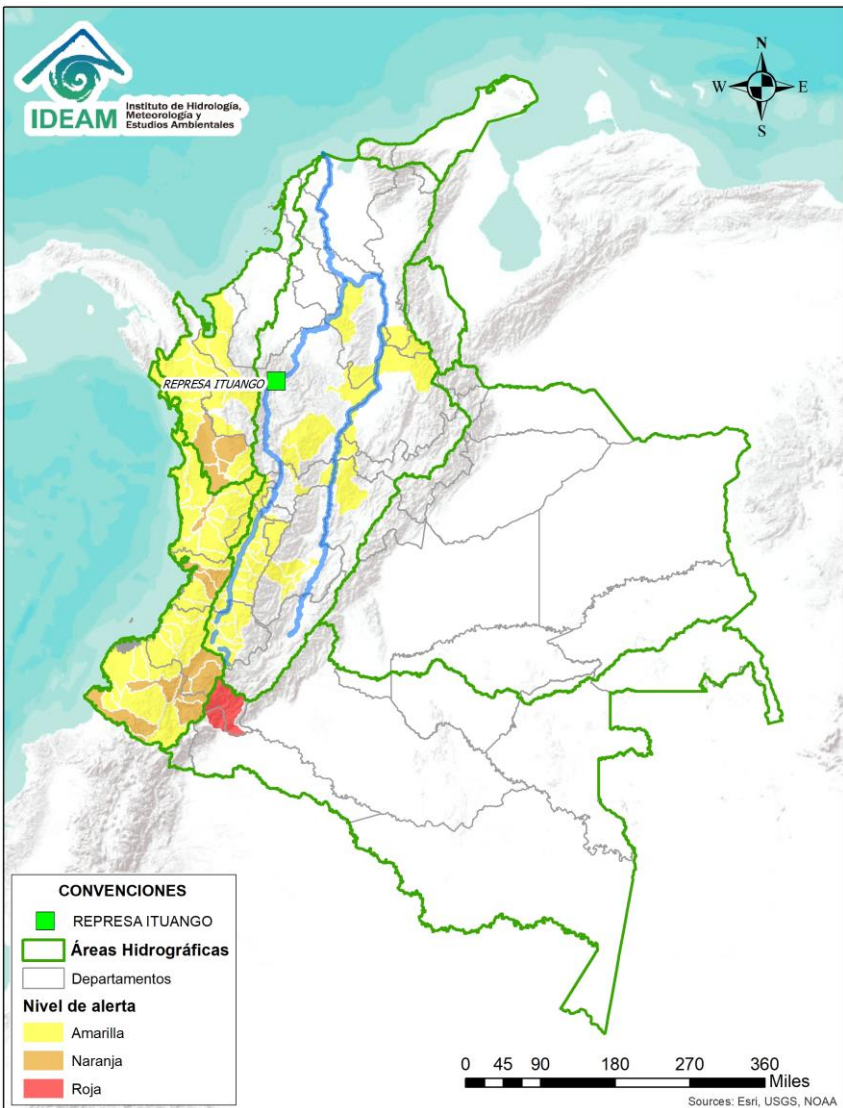 IDEAM
Instituto de Hidrología,
Meteorología y
Estudios Ambientales
N
W
E
S
REPRESA ITUANGO
CONVENCIONES
REPRESA ITUANGO
Áreas Hidrográficas
Departamentos
Nivel de alerta
Amarilla
Naranja
Roja
0 45 90 180 270 360
Miles
Sources: Esri, USGS, NOAA